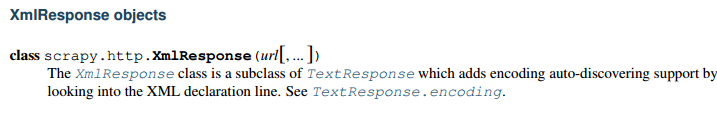 XmlResponse objects
class scrapy.http.XmlResponse(url[, ... ])
The XmlResponse class is a subclass of TextResponse which adds encoding auto-discovering support by
looking into the XML declaration line. See TextResponse.encoding.